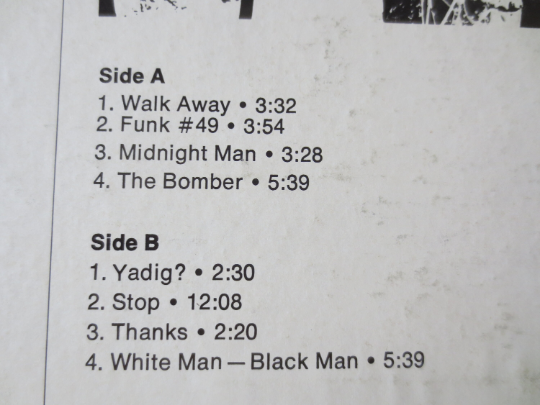 Side A
1. Walk Away • 3:32
2. Funk #49 • 3:54
3. Midnight Man • 3:28
4. The Bomber • 5:39
Side B
1. Yadig? • 2:30
2. Stop • 12:08
3. Thanks • 2:20
4. White Man — Black Man • 5:39